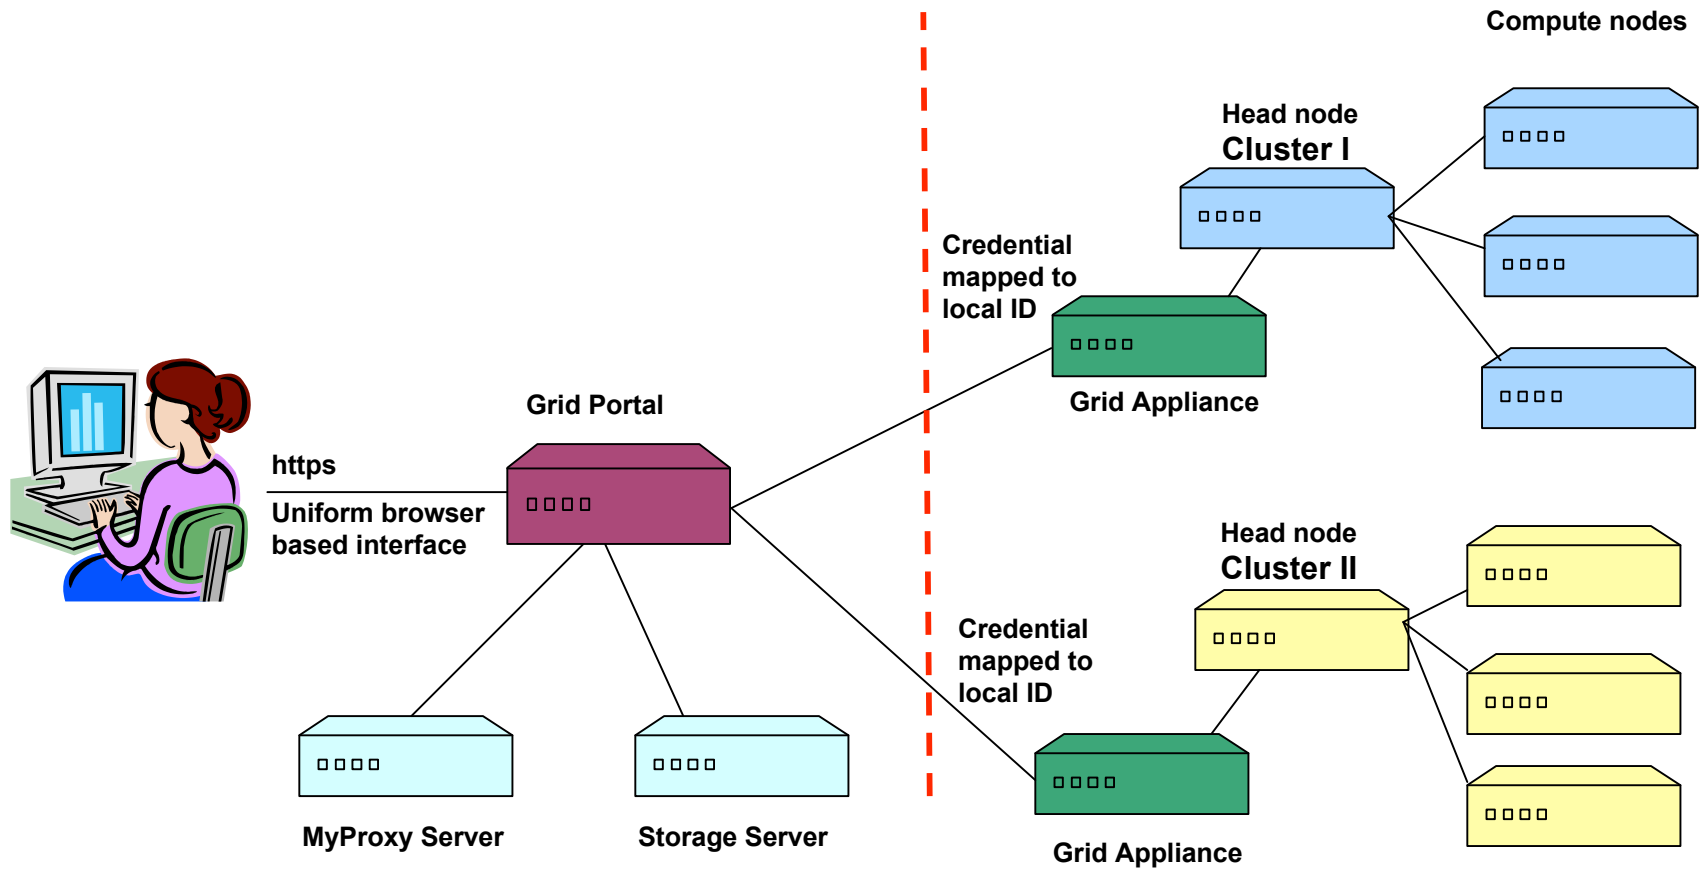 Compute nodes
Head node
Cluster I
Credential
mapped to
local ID
Grid Appliance
Grid Portal
https
Uniform browser
based interface
Head node
Cluster II
Credential
mapped to
local ID
MyProxy Server
Storage Server
Grid Appliance